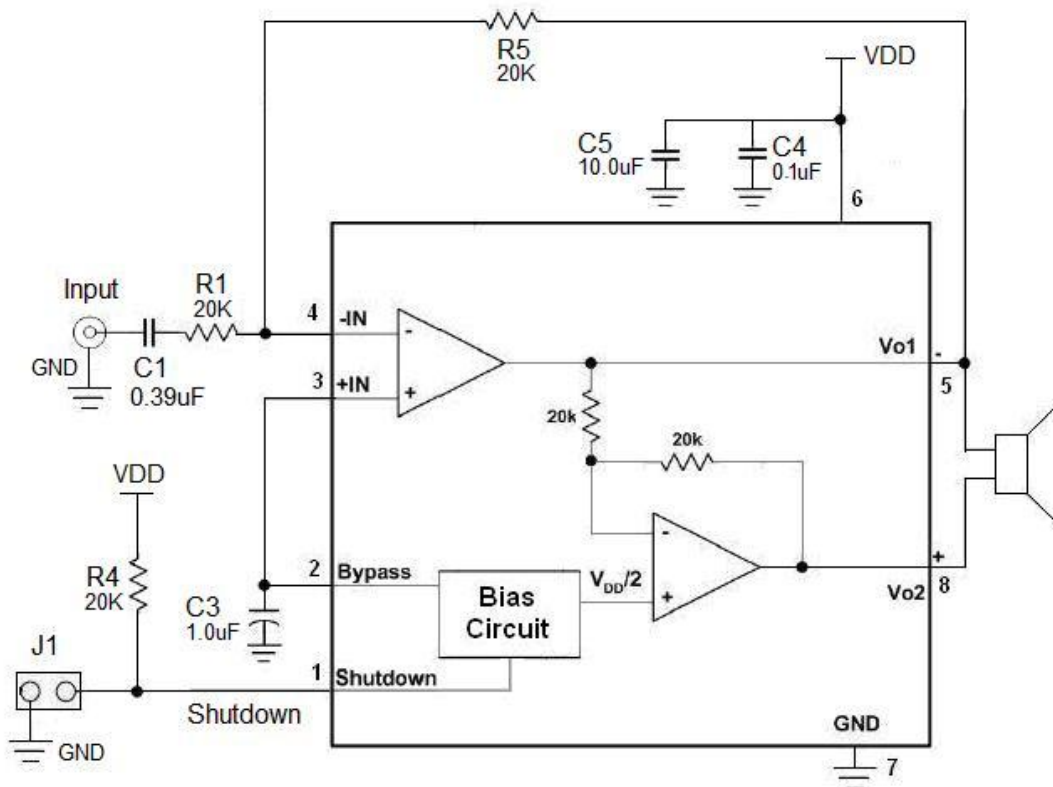 R5
20K
VDD
C5
10.0uF
C4
0.1uF
6
Input
R1
20K
GND
C1
0.39uF
4
-IN
-
3
+IN
+
Vo1
-
5
20k
20k
VDD
R4
20K
2
Bypass
C3
1.0uF
Bias
Circuit
VDD/2
-
+
+
8
Vo2
J1
1
Shutdown
Shutdown
GND
GND
7